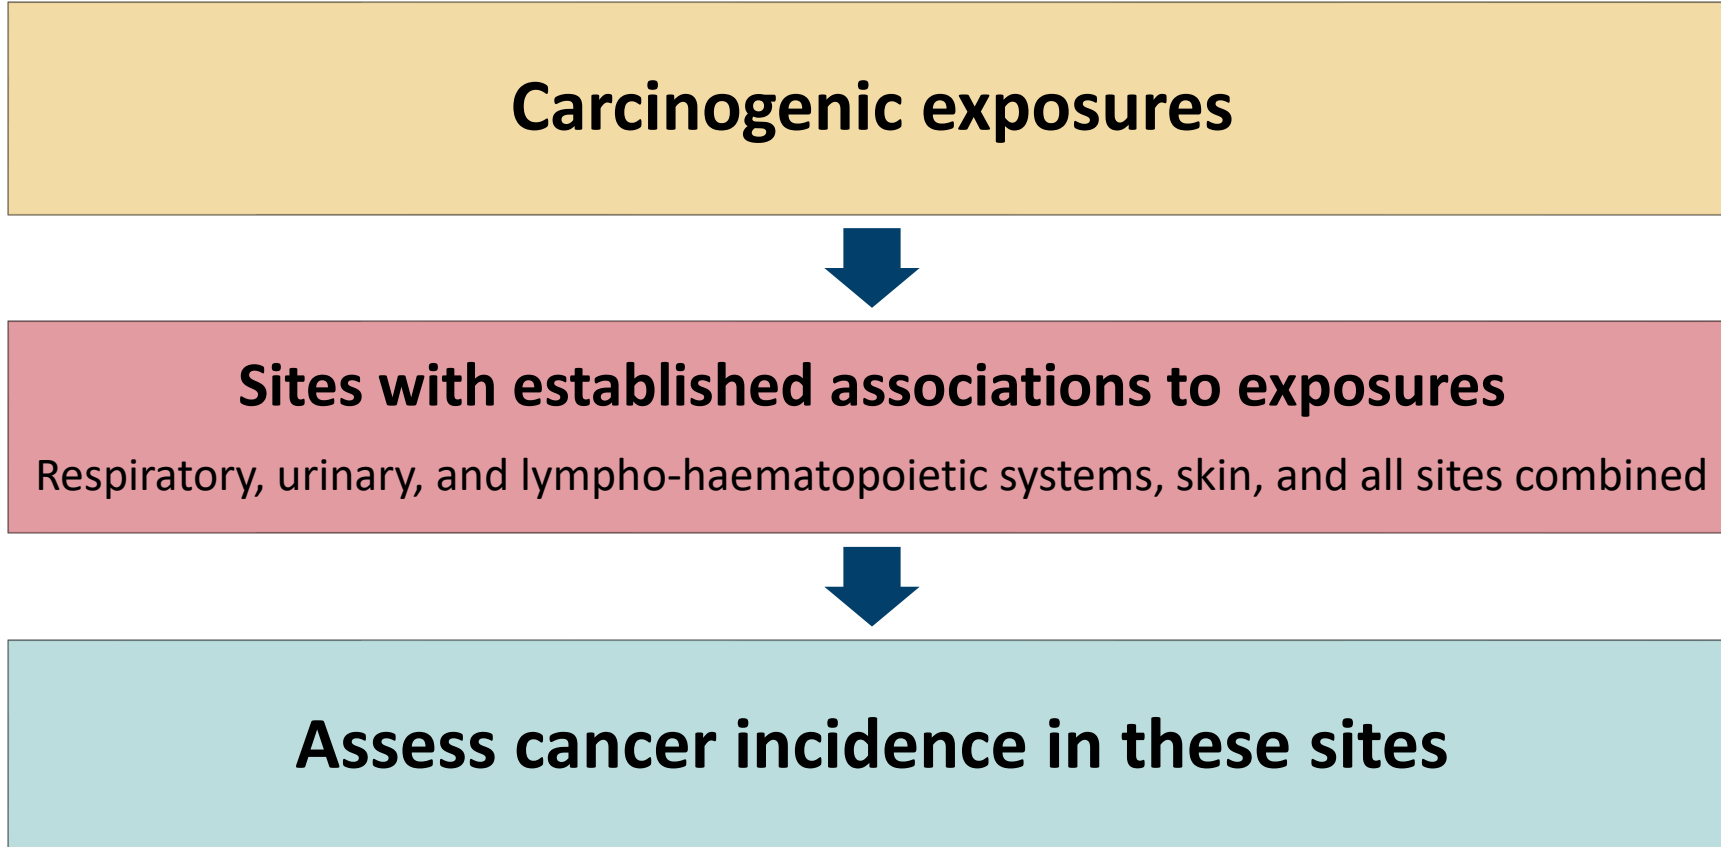 Carcinogenic exposures
Sites with established associations to exposures
Respiratory, urinary, and lympho-haematopoietic systems, skin, and all sites combined
Assess cancer incidence in these sites